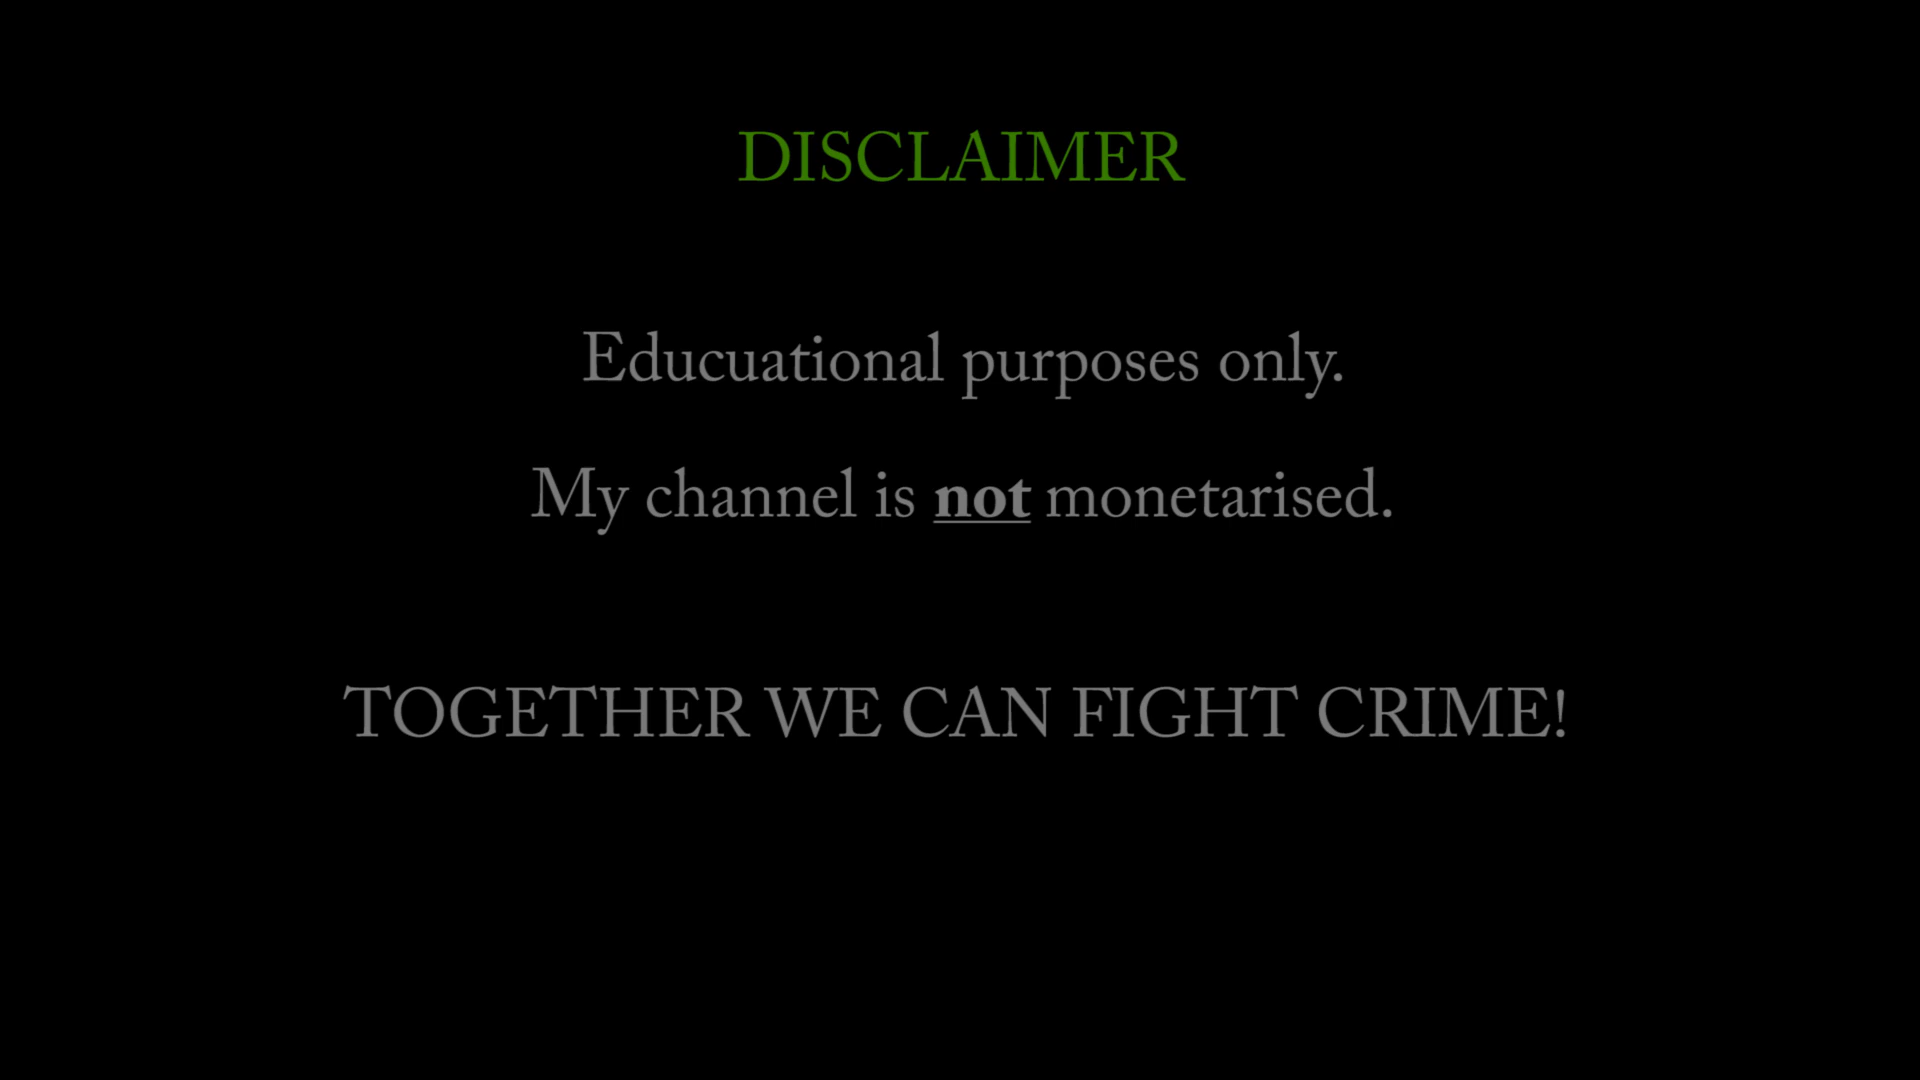 DISCLAIMER
Educuational purposes only.
My channel is not monetarised.
TOGETHER WE CAN FIGHT CRIME!